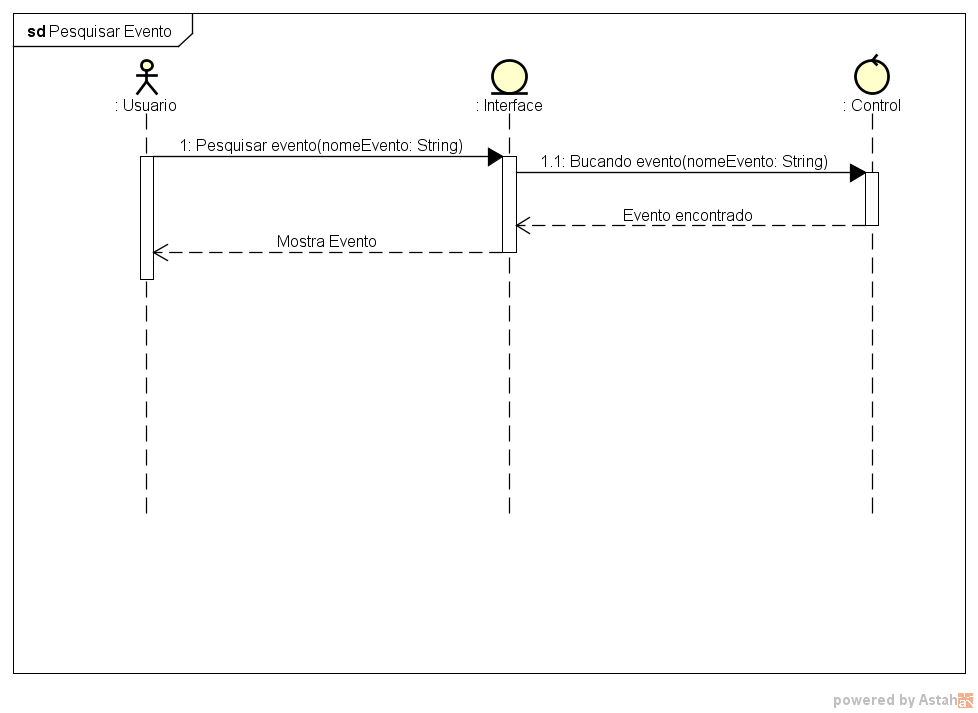 sd Pesquisar Evento
: Usuario
: Interface
: Control
1: Pesquisar evento(nomeEvento: String)
1.1: Bucando evento(nomeEvento: String)
Evento encontrado
Mostra Evento
powered by Astah